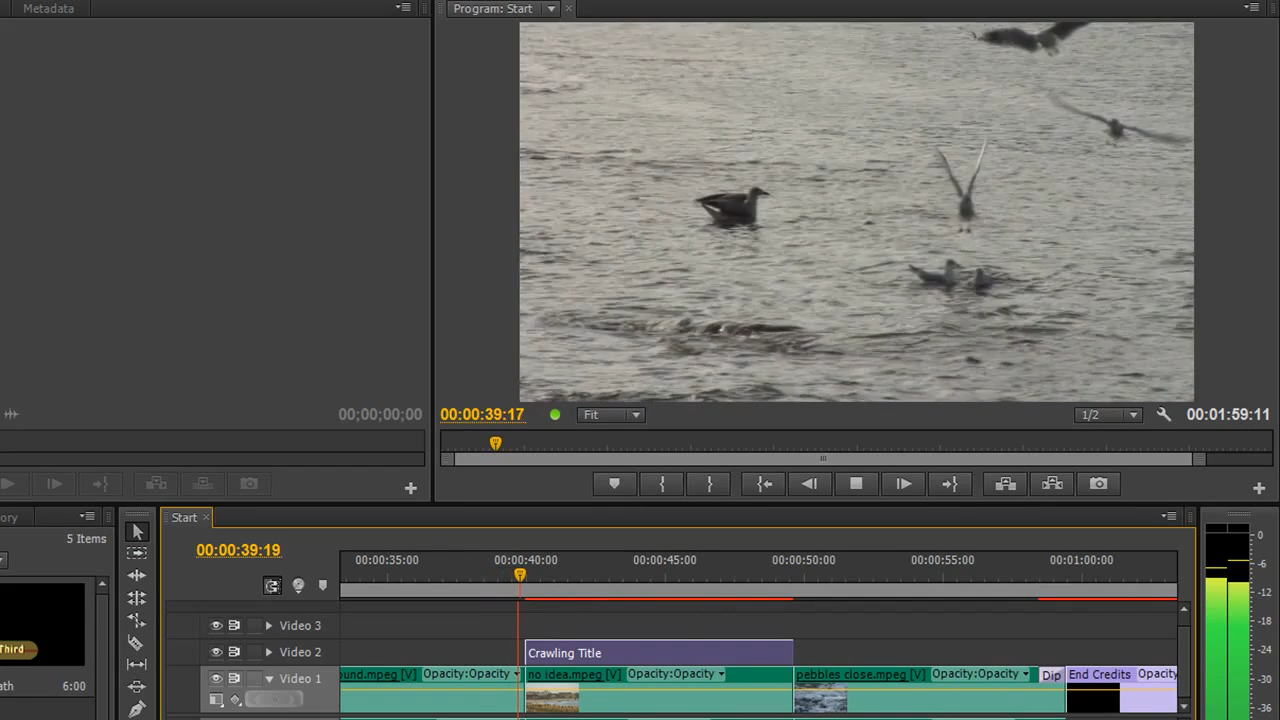 Metadata
Program: Start
00;00;00;00
00:00:39:17
Fit
1/2
00:01:59:11
ory
5 Items
Start
00:00:39:19
00:00:35:00 00:00:40:00 00:00:45:00 00:00:50:00 00:00:55:00 00:01:00:00
0
-6
-12
-18
-24
-30
-36
Third
ath
6:00
Video 3
Video 2
Crawling Title
Video 1
und.mpeg [V] Opacity:Opacity
no idea.mpeg [V] Opacity:Opacity
pebbles close.mpeg [V] Opacity:Opacity
Dip
End Credits Opacity